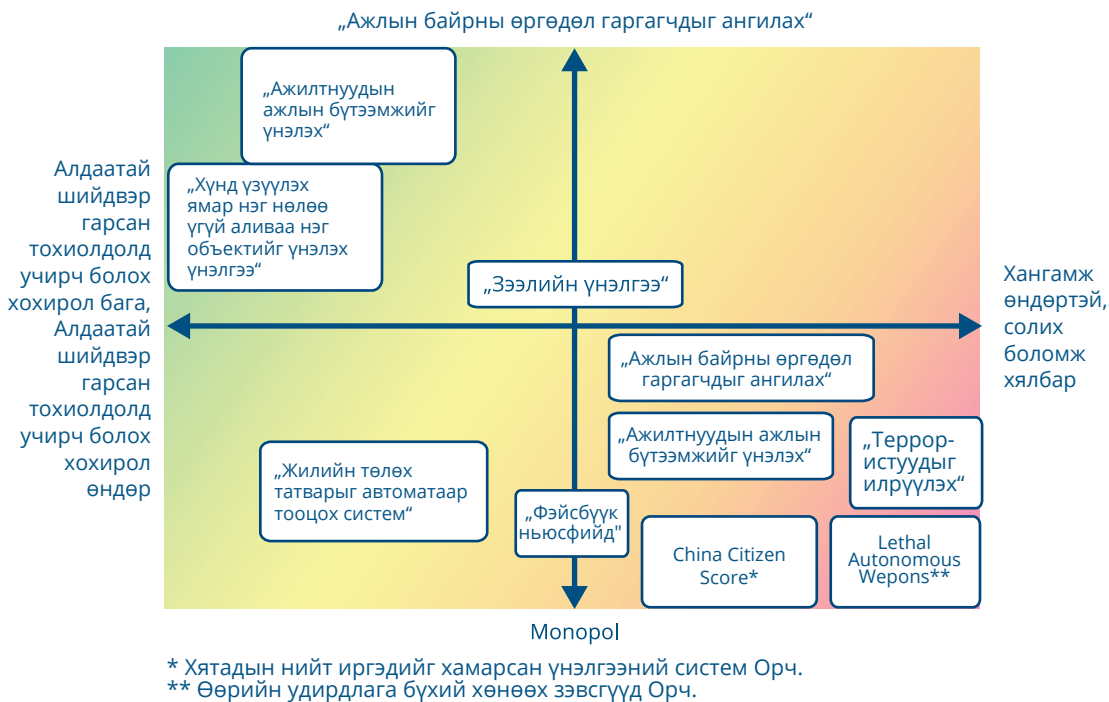 „Ажлын байрны өргөдөл гаргагчдыг ангилах“
„Ажилтнуудын
ажлын бүтээмжийг
үнэлэх“
Алдаатай
шийдвэр
гарсан
тохиолдолд
учирч болох
хохирол бага,
Алдаатай
шийдвэр
гарсан
тохиолдолд
учирч болох
хохирол
өндөр
„Хүнд үзүүлэх
ямар нэг нөлөө
үгүй аливаа нэг
объектийг үнэлэх
үнэлгээ“
„Зээлийн үнэлгээ“
Хангамж
өндөртэй,
солих
боломж
хялбар
„Ажлын байрны өргөдөл
гаргагчдыг ангилах“
„Ажилтнуудын ажлын
бүтээмжийг үнэлэх“
„Террор-
истуудыг
илрүүлэх“
„Жилийн төлөх
татварыг автоматаар
тооцох систем“
„Фэйсбүүк
ньюсфийд"
China Citizen
Score*
Lethal
Autonomous
Wepons**
Monopol
* Хятадын нийт иргэдийг хамарсан үнэлгээний систем Орч.
** Өөрийн удирдлага бүхий хөнөөх зэвсгүүд Орч.